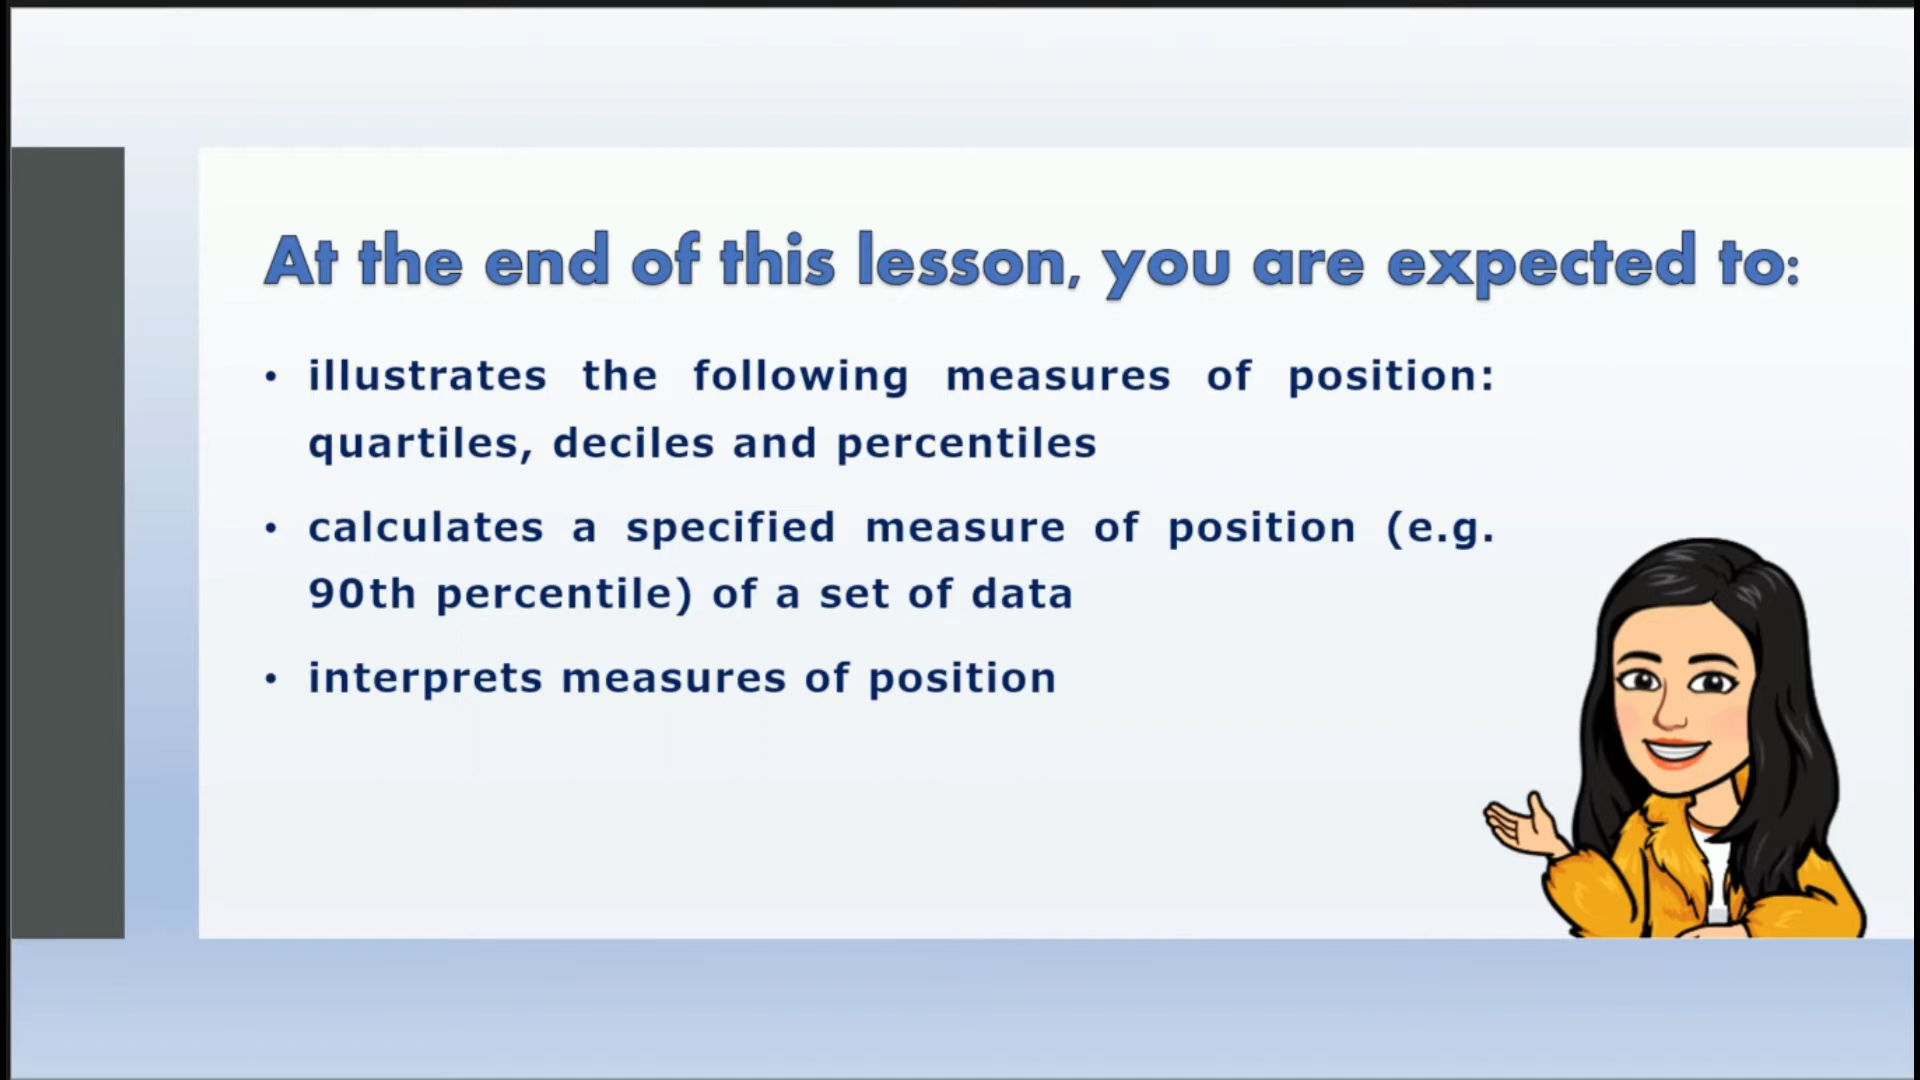 At the end of this lesson, you are expected to:
• illustrates the following measures of position:
quartiles, deciles and percentiles
• calculates a specified measure of position (e.g.
90th percentile) of a set of data
• interprets measures of position